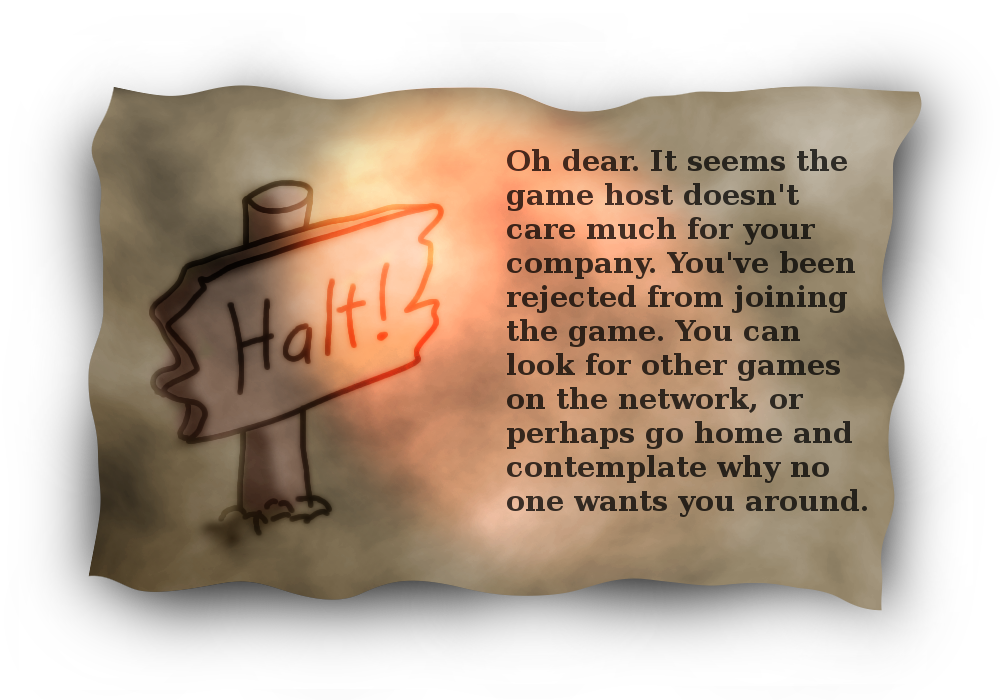 Halt!
Oh dear. It seems the
game host doesn't
care much for your
company. You've been
rejected from joining
the game. You can
look for other games
on the network, or
perhaps go home and
contemplate why no
one wants you around.